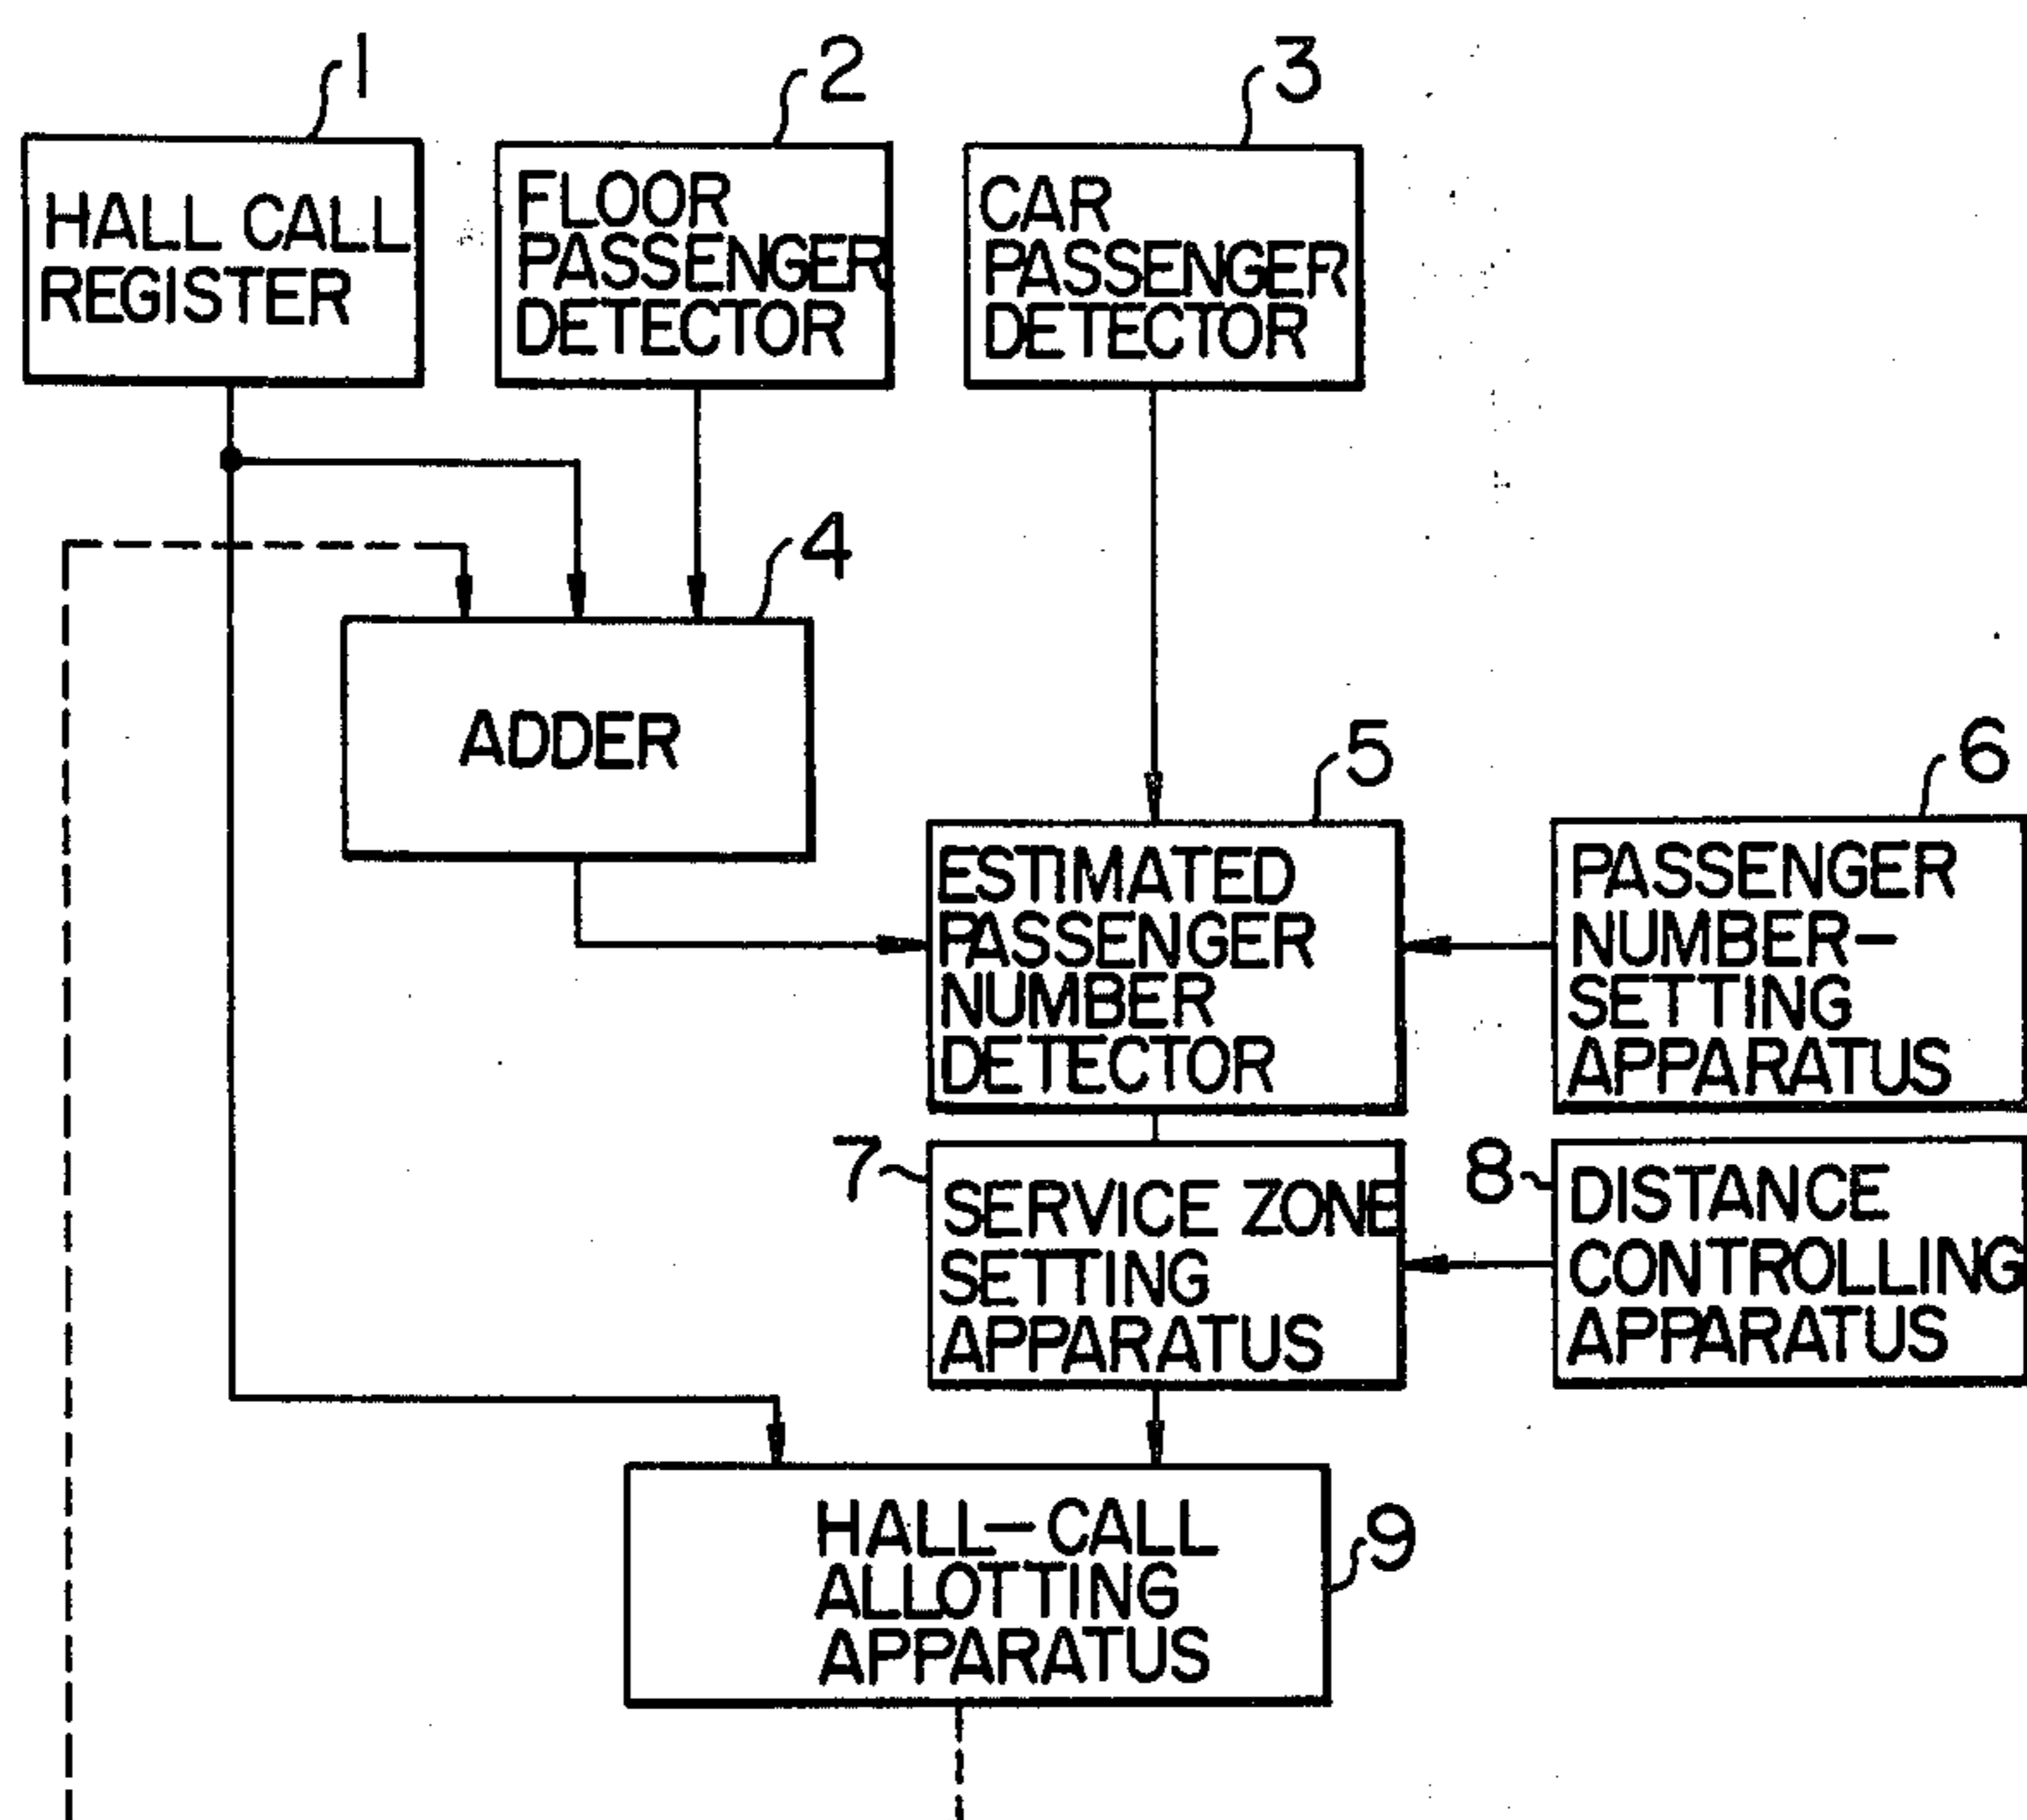 1
2
3
HALL CALL
REGISTER
FLOOR
PASSENGER
DETECTOR
CAR
PASSENGER
DETECTOR
4
ADDER
5
6
ESTIMATED
PASSENGER
NUMBER
DETECTOR
PASSENGER
NUMBER-
SETTING
APPARATUS
7
SERVICE ZONE
SETTING
APPARATUS
8
DISTANCE
CONTROLLING
APPARATUS
HALL-CALL
ALLOTTING
APPARATUS
9